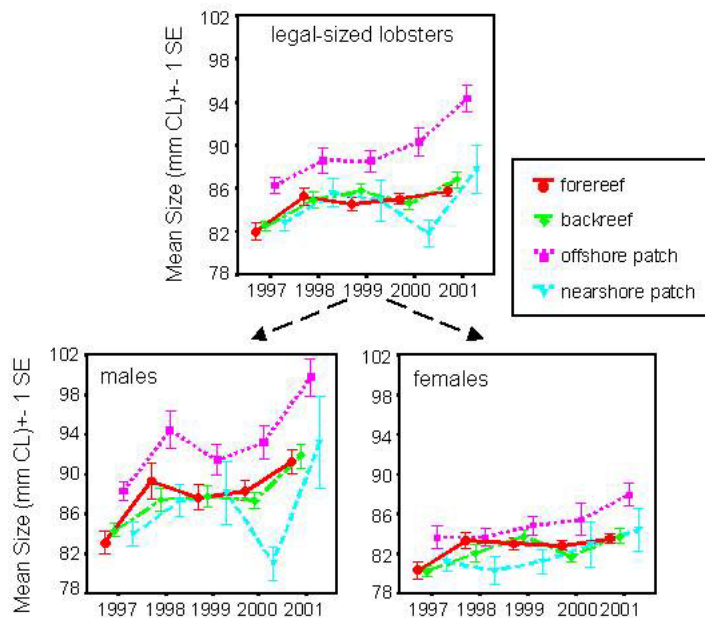 legal-sized lobsters
Mean Size (mm CL)+- 1 SE
102
98
94
90
86
82
78
1997 1998 1999 2000 2001
forereef
backreef
offshore patch
nearshore patch
males
Mean Size (mm CL)+- 1 SE
102
98
94
90
86
82
78
1997 1998 1999 2000 2001
females
102
98
94
90
86
82
78
1997 1998 1999 2000 2001